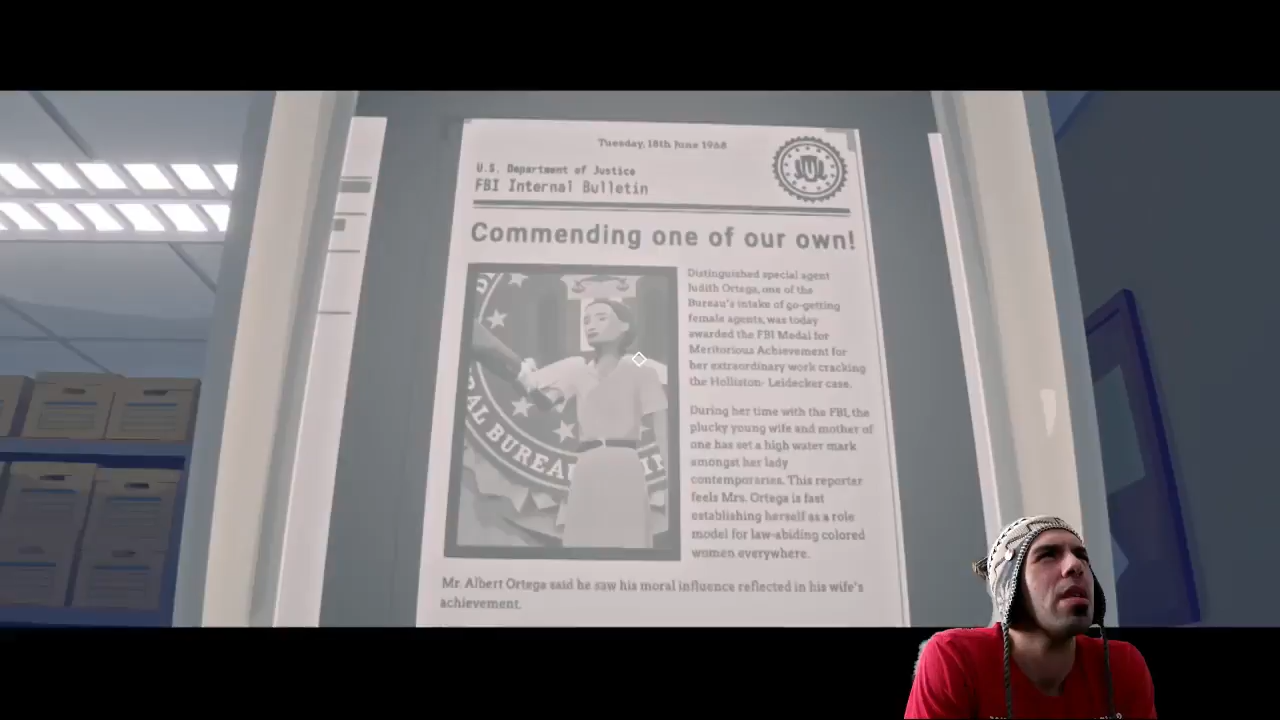 Tuesday, 18th June 1968
U.S. Department of Justice
FBI Internal Bulletin
Commending one of our own!
Distinguished special agent
Judith Ortega, one of the
Bureau's intake of go-getting
female agents, was today
awarded the FBI Medal for
Meritorious Achievement for
her extraordinary work cracking
the Holliston- Leidecker case.
During her time with the FBI, the
plucky young wife and mother of
one has set a high water mark
amongst her lady
contemporaries. This reporter
feels Mrs. Ortega is fast
establishing herself as a role
model for law-abiding colored
women everywhere.
AL BUREAU
Mr. Albert Ortega said he saw his moral influence reflected in his wife's
achievement.